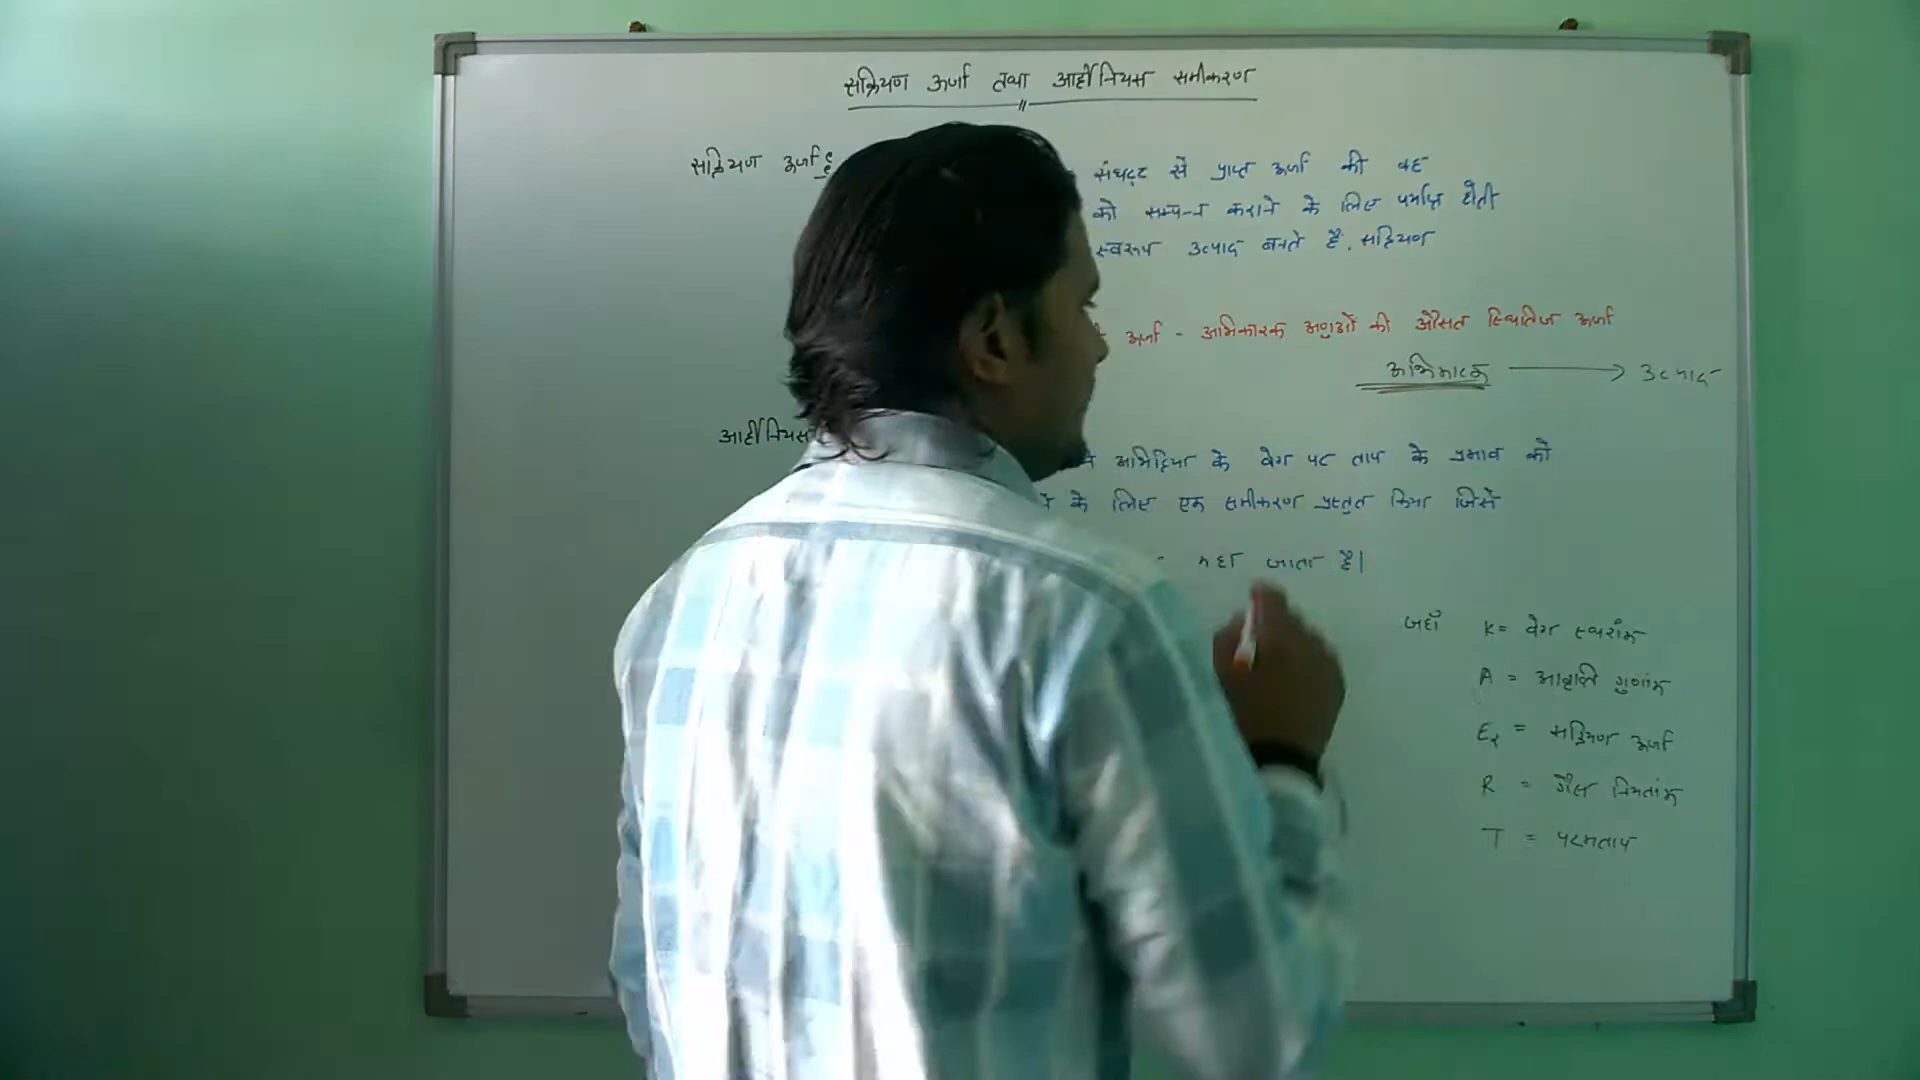 सक्रियण ऊर्जा तथा आर्हीनियस समीकरण
सक्रियण ऊर्जा
संघट्ट से प्राप्त ऊर्जा की वह
को सम्पन्न कराने के लिए पर्याप्त होती
स्वरूप उत्पाद बनते हैं. सक्रियण
ऊर्जा - अभिकारक अणुओं की औसत स्थितिज ऊर्जा
अभिकारक → उत्पाद
आर्हीनियस
अभिक्रिया के वेग पर ताप के प्रभाव को
के लिए एक समीकरण प्रस्तुत किया जिसे
कहा जाता है।
जहाँ K = वेग स्थरांक
A = आवृत्ति गुणांक
= सक्रियण ऊर्जा
R = गैस नियतांक
T = परमताप